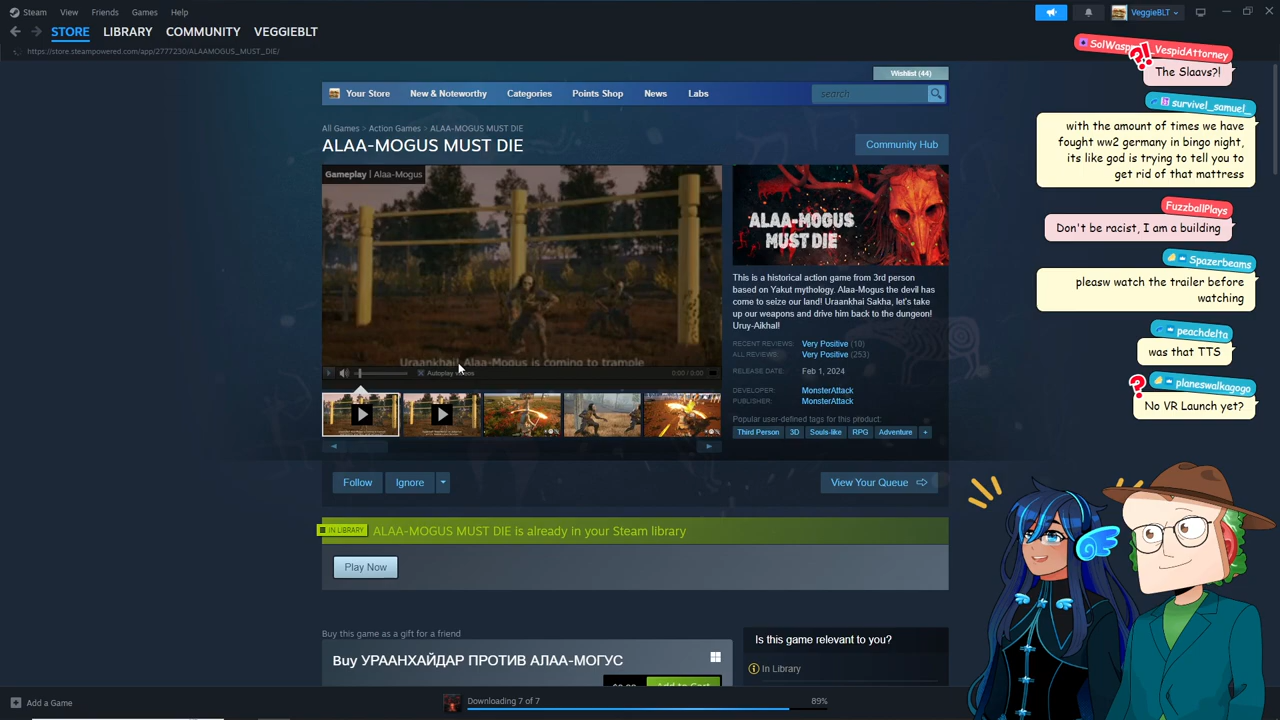 Steam View Friends Games Help
VeggieBLT
STORE LIBRARY COMMUNITY VEGGIEBLT
https://store.steampowered.com/app/2777230/ALAAMOGUS_MUST_DIE/
Wishlist (44)
Your Store New & Noteworthy Categories Points Shop News Labs search
All Games > Action Games > ALAA-MOGUS MUST DIE
ALAA-MOGUS MUST DIE
Community Hub
Gameplay | Alaa-Mogus
Uraankhai! Alaa-Mogus is coming to trample
Autoplay videos
0:00 / 0:00
ALAA-MOGUS
MUST DIE
This is a historical action game from 3rd person
based on Yakut mythology. Alaa-Mogus the devil has
come to seize our land! Uraankhai Sakha, let's take
up our weapons and drive him back to the dungeon!
Uruy-Aikhal!
RECENT REVIEWS: Very Positive (10)
ALL REVIEWS: Very Positive (253)
RELEASE DATE: Feb 1, 2024
DEVELOPER: MonsterAttack
PUBLISHER: MonsterAttack
Popular user-defined tags for this product:
Third Person 3D Souls-like RPG Adventure +
Follow Ignore View Your Queue
IN LIBRARY ALAA-MOGUS MUST DIE is already in your Steam library
Play Now
Buy this game as a gift for a friend
Buy УРААНХАЙДАР ПРОТИВ АЛАА-МОГУС
Add to Cart
Is this game relevant to you?
In Library
Add a Game
Downloading 7 of 7
89%
The Slaavs?!
survivel_samuel_
with the amount of times we have
fought ww2 germany in bingo night,
its like god is trying to tell you to
get rid of that mattress
FuzzballPlays
Don't be racist, I am a building
Spazerbeams
pleasw watch the trailer before
watching
peachdelta
was that TTS
planeswalkagogo
No VR Launch yet?